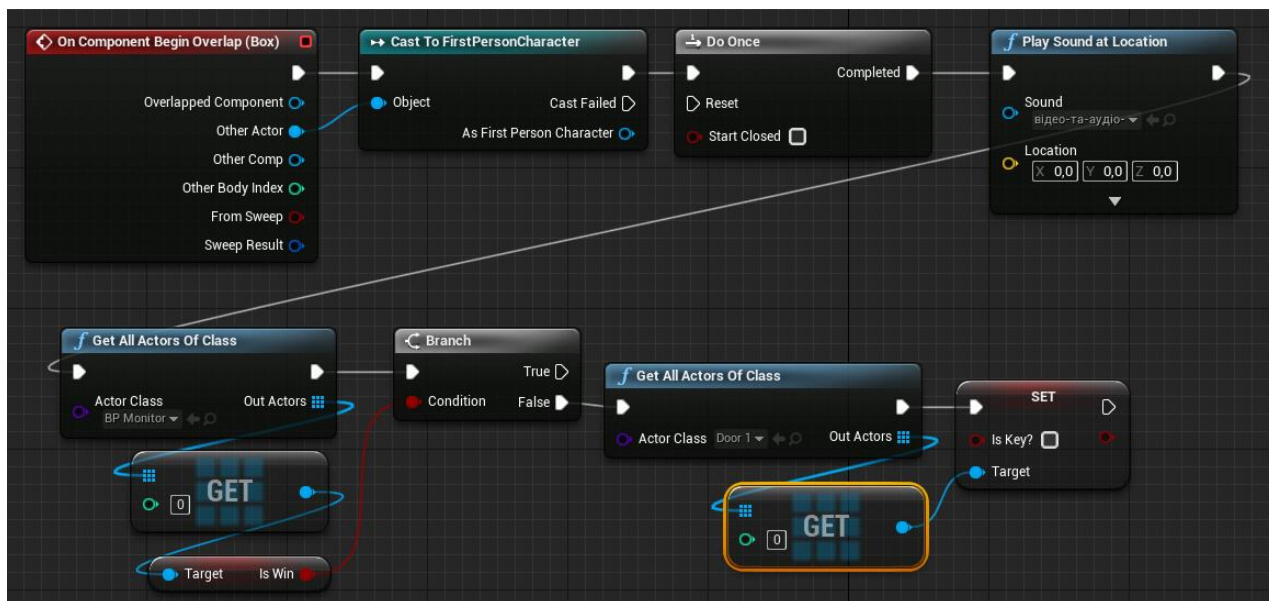 On Component Begin Overlap (Box)
Overlapped Component
Other Actor
Other Comp
Other Body Index
From Sweep
Sweep Result
Cast To FirstPersonCharacter
Object
Cast Failed
As First Person Character
Do Once
Completed
Reset
Start Closed
Play Sound at Location
Sound
відео-та-аудіо-
Location
X 0,0 Y 0,0 Z 0,0
Get All Actors Of Class
Actor Class
BP Monitor
Out Actors
0 GET
Target Is Win
Branch
True
Condition False
Get All Actors Of Class
Actor Class Door 1 Out Actors
0 GET
SET
Is Key?
Target